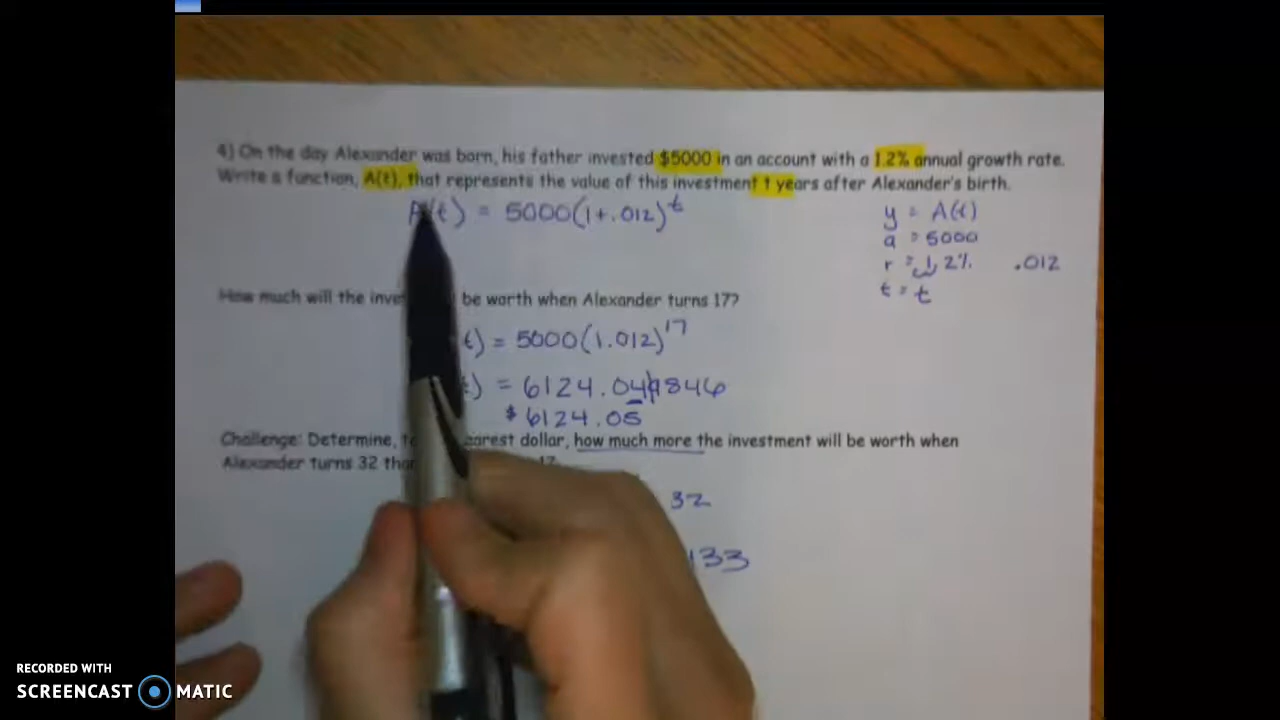 4) On the day Alexander was born, his father invested $5000 in an account with a 1.2% annual growth rate.
Write a function, A(t), that represents the value of this investment t years after Alexander's birth.
A(t) = 5000(1+.012)^t
y = A(t)
a = 5000
r = 1.2% .012
t = t
How much will the inve be worth when Alexander turns 17?
t) = 5000(1.012)^17
t) = 6124.049846
$6124.05
Challenge: Determine, t earest dollar, how much more the investment will be worth when
Alexander turns 32 tha 17
32
133
RECORDED WITH
SCREENCAST MATIC